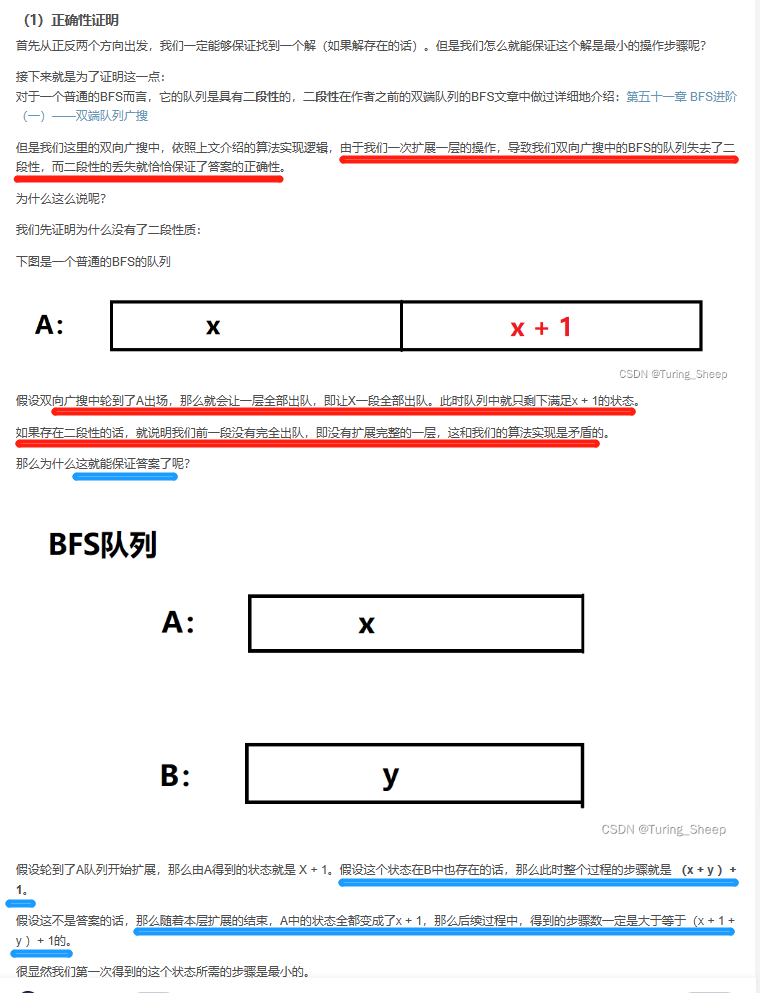 （1）正确性证明
首先从正反两个方向出发，我们一定能够保证找到一个解（如果解存在的话）。但是我们怎么就能保证这个解是最小的操作步骤呢？
接下来就是为了证明这一点：
对于一个普通的BFS而言，它的队列是具有二段性的，二段性在作者之前的双端队列的BFS文章中做过详细地介绍：第五十一章 BFS进阶
（一）——双端队列广搜
但是我们这里的双向广搜中，依照上文介绍的算法实现逻辑，由于我们一次扩展一层的操作，导致我们双向广搜中的BFS的队列失去了二
段性，而二段性的丢失就恰恰保证了答案的正确性。
为什么这么说呢？
我们先证明为什么没有了二段性质：
下图是一个普通的BFS的队列
A： x x + 1
CSDN @Turing_Sheep
假设双向广搜中轮到了A出场，那么就会让一层全部出队，即让X一段全部出队。此时队列中就只剩下满足x + 1的状态。
如果存在二段性的话，就说明我们前一段没有完全出队，即没有扩展完整的一层，这和我们的算法实现是矛盾的。
那么为什么这就能保证答案了呢？
BFS队列
A： x
B： y
CSDN @Turing_Sheep
假设轮到了A队列开始扩展，那么由A得到的状态就是 X + 1。假设这个状态在B中也存在的话，那么此时整个过程的步骤就是 （x + y ）+
1。
假设这不是答案的话，那么随着本层扩展的结束，A中的状态全都变成了x + 1，那么后续过程中，得到的步骤数一定是大于等于（x + 1 +
y ）+ 1的。
很显然我们第一次得到的这个状态所需的步骤是最小的。